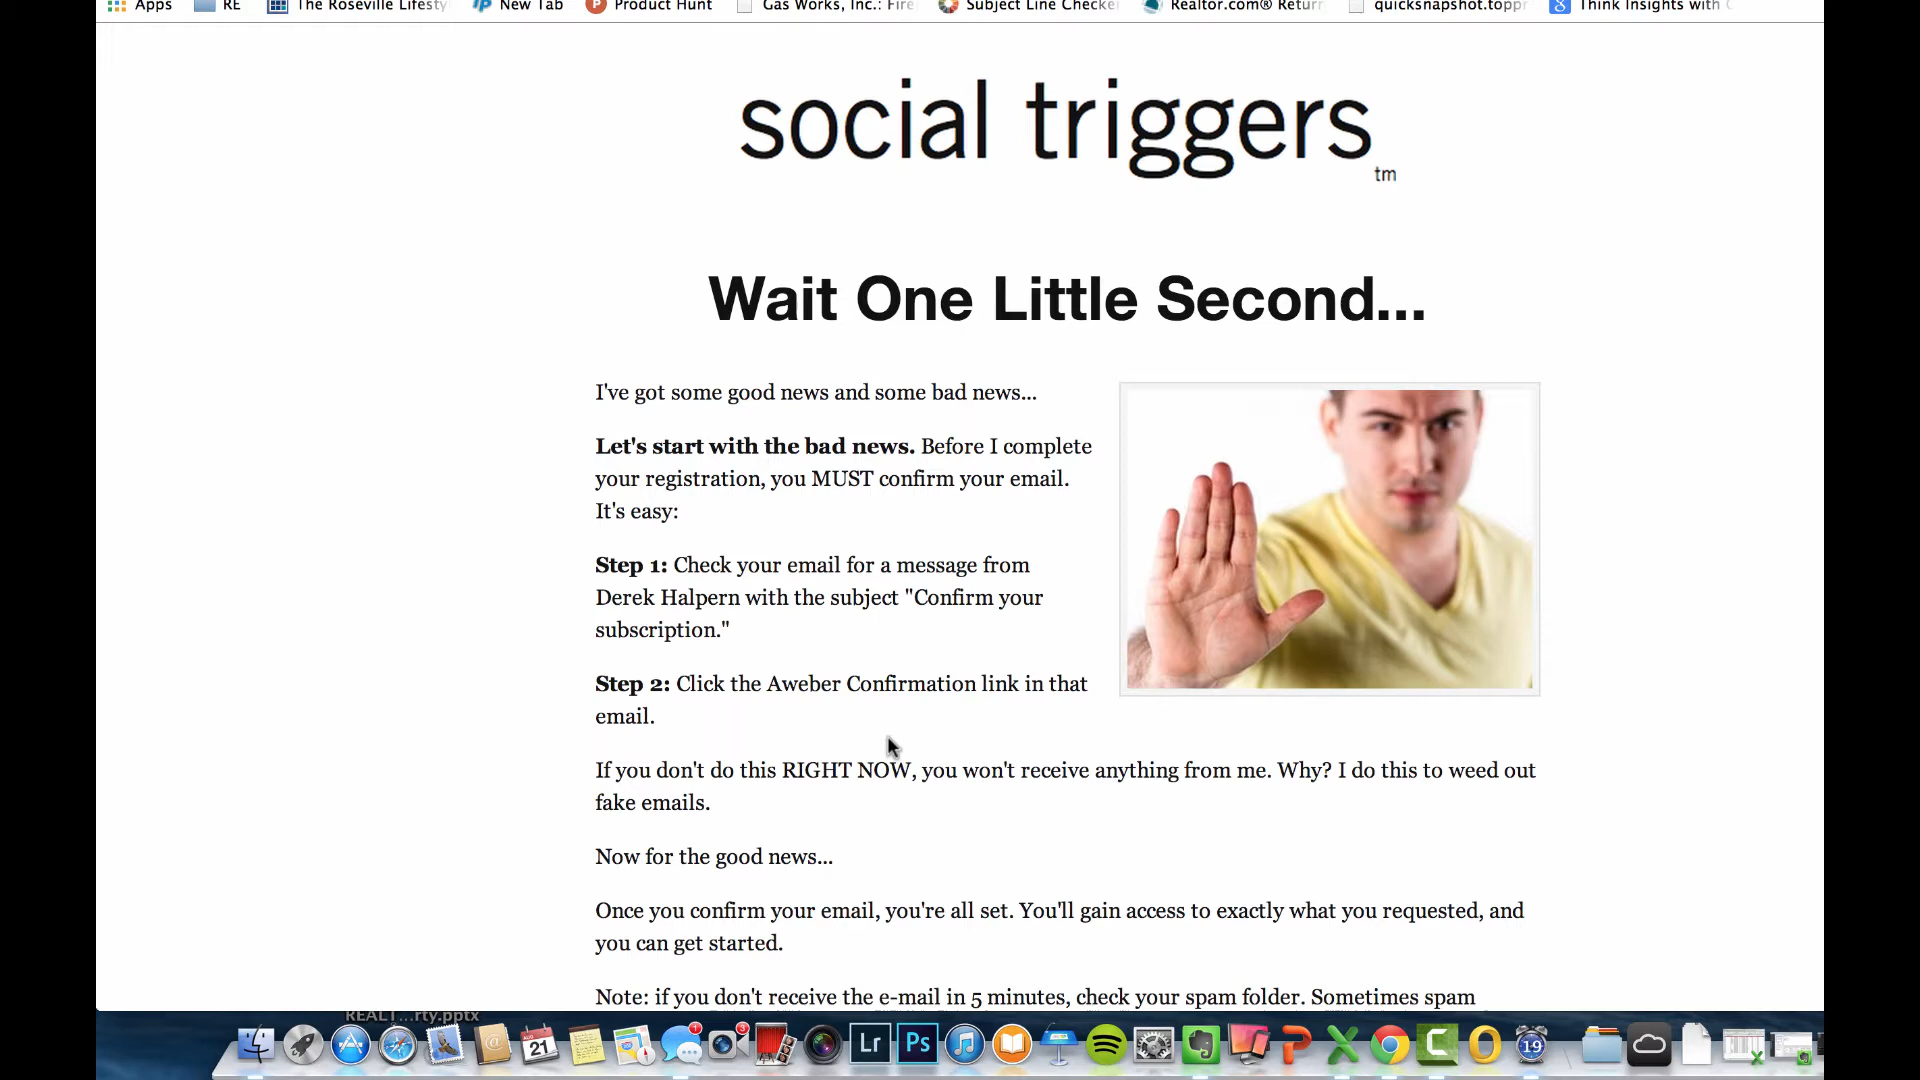 Apps RE The Roseville Lifesty New Tab Product Hunt Gas Works, Inc.: Fire Subject Line Checker Realtor.com® Return quicksnapshot.toppr Think Insights with
social triggers
tm
Wait One Little Second...
I've got some good news and some bad news...
Let's start with the bad news. Before I complete
your registration, you MUST confirm your email.
It's easy:
Step 1: Check your email for a message from
Derek Halpern with the subject "Confirm your
subscription."
Step 2: Click the Aweber Confirmation link in that
email.
If you don't do this RIGHT NOW, you won't receive anything from me. Why? I do this to weed out
fake emails.
Now for the good news...
Once you confirm your email, you're all set. You'll gain access to exactly what you requested, and
you can get started.
Note: if you don't receive the e-mail in 5 minutes, check your spam folder. Sometimes spam
REALT...rty.pptx
AUG 21 1 3 Lr Ps 19